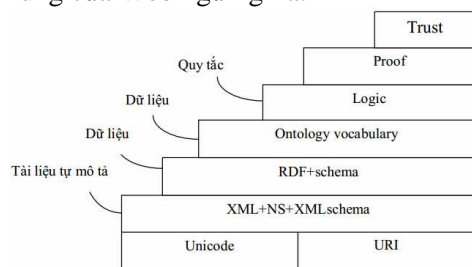 Trust
Proof
Quy tắc
Logic
Dữ liệu
Ontology vocabulary
Dữ liệu
RDF+schema
Tài liệu tự mô tả
XML+NS+XMLschema
Unicode
URI